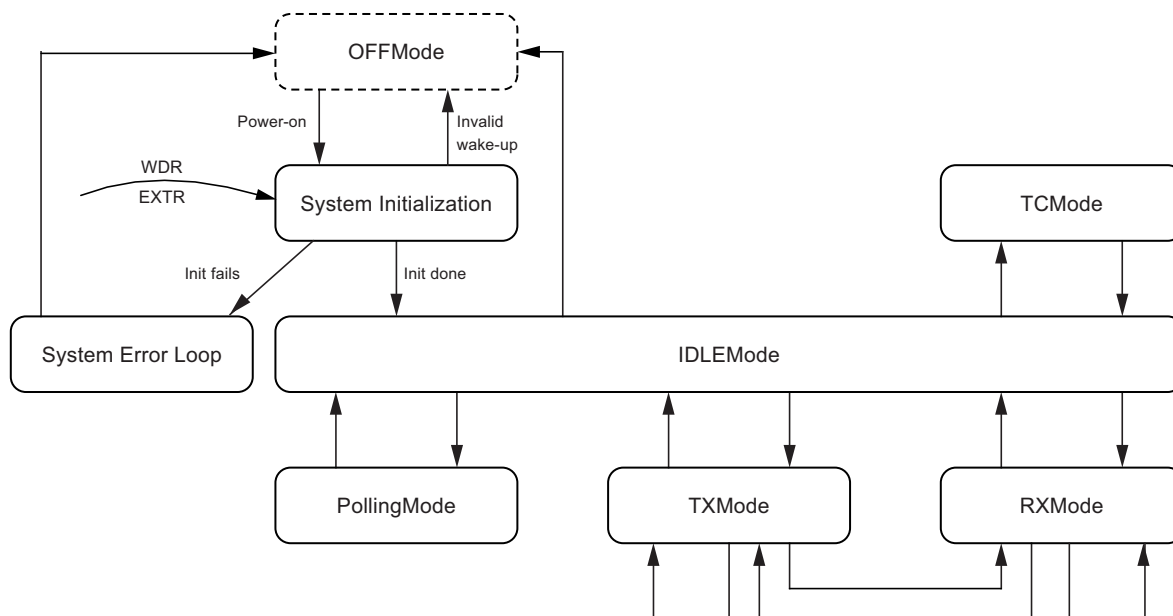 OFFMode
Power-on
Invalid
wake-up
WDR
EXTR
System Initialization
TCMode
Init fails
Init done
System Error Loop
IDLEMode
PollingMode
TXMode
RXMode